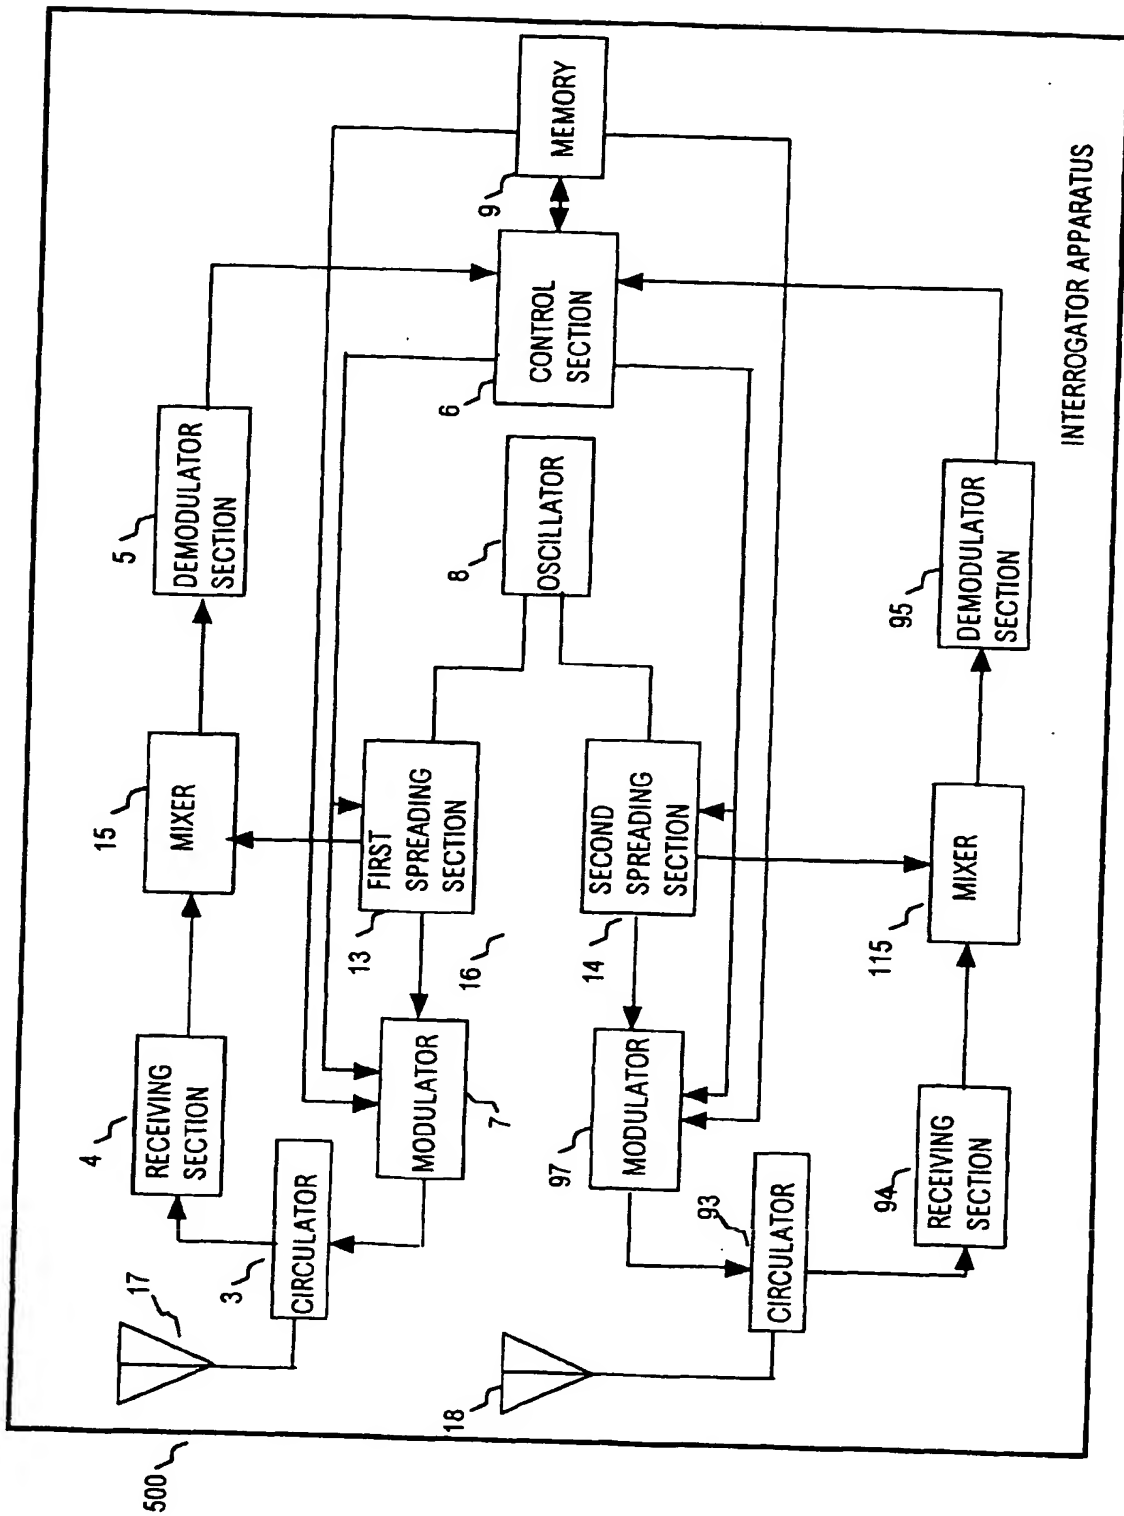 500
17
3
CIRCULATOR
4
RECEIVING
SECTION
15
MIXER
5
DEMODULATOR
SECTION
MODULATOR
7
13
FIRST
SPREADING
SECTION
16
8
OSCILLATOR
6
CONTROL
SECTION
9
MEMORY
18
97
MODULATOR
14
SECOND
SPREADING
SECTION
93
CIRCULATOR
94
RECEIVING
SECTION
115
MIXER
95
DEMODULATOR
SECTION
INTERROGATOR APPARATUS